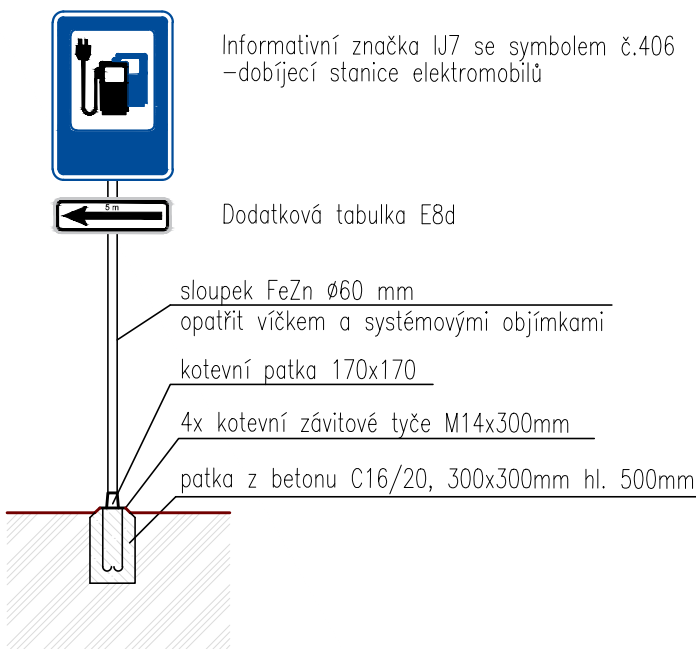 Informativní značka IJ7 se symbolem č.406
–dobíjecí stanice elektromobilů
5 m
Dodatková tabulka E8d
sloupek FeZn Ø60 mm
opatřit víčkem a systémovými objímkami
kotevní patka 170x170
4x kotevní závitové tyče M14x300mm
patka z betonu C16/20, 300x300mm hl. 500mm